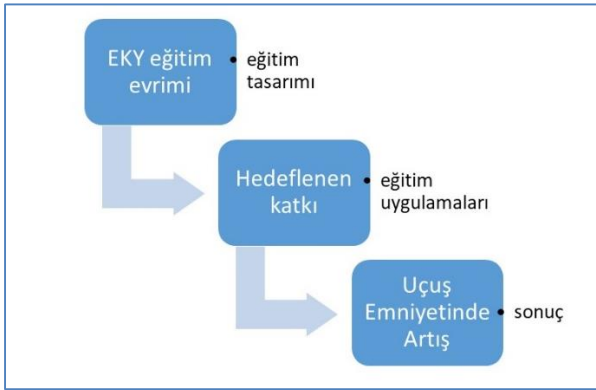 EKY eğitim
evrimi
• eğitim
tasarımı
Hedeflenen
katkı
• eğitim
uygulamaları
Uçuş
Emniyetinde
Artış
• sonuç